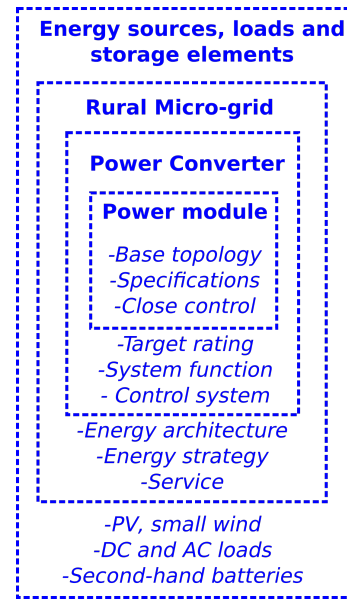 Energy sources, loads and
storage elements
Rural Micro-grid
Power Converter
Power module
-Base topology
-Specifications
-Close control
-Target rating
-System function
- Control system
-Energy architecture
-Energy strategy
-Service
-PV, small wind
-DC and AC loads
-Second-hand batteries